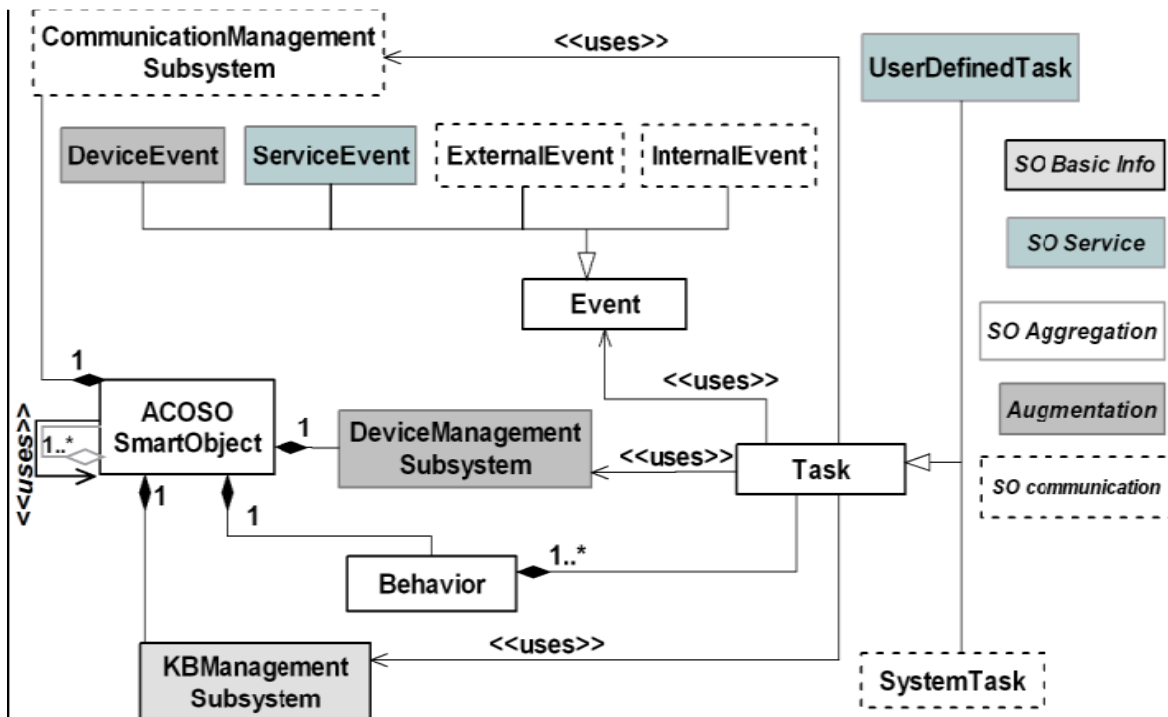 CommunicationManagement
Subsystem
<<uses>>
UserDefinedTask
DeviceEvent
ServiceEvent
ExternalEvent
InternalEvent
SO Basic Info
SO Service
Event
SO Aggregation
<<uses>>
1
ACOSO
SmartObject
1..*
<<uses>>
1
DeviceManagement
Subsystem
<<uses>>
Task
Augmentation
SO communication
1
1
Behavior
1..*
<<uses>>
KBManagement
Subsystem
SystemTask